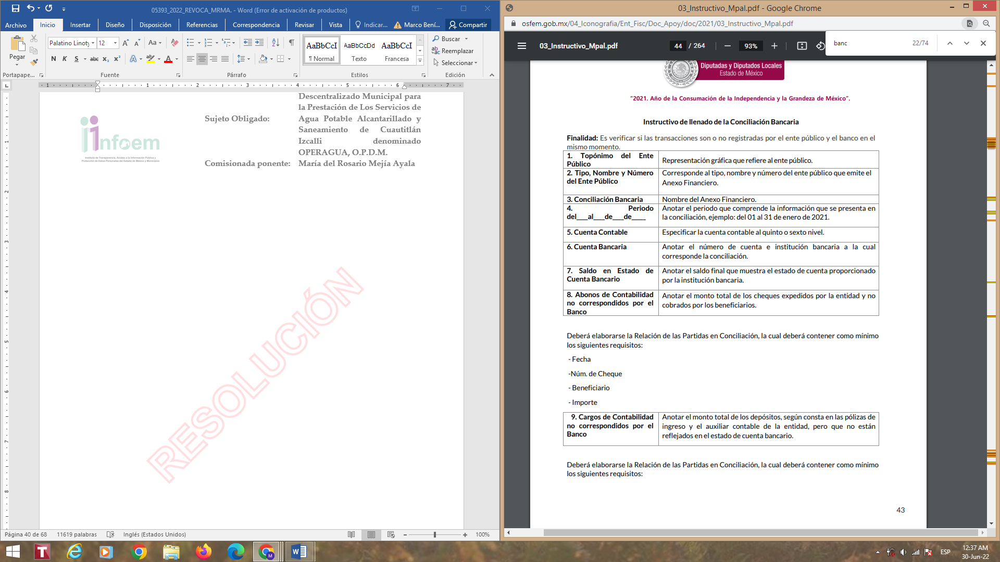 05393_2022_REVOCA_MRMA. - Word (Error de activación de productos)
Archivo
Inicio
Insertar
Diseño
Disposición
Referencias
Correspondencia
Revisar
Vista
Indicar...
Marco Bení...
Compartir
Pegar
Palatino Linoty
12
Aa
N K S abc x₂ x²
AaBbCcI
¶ Normal
AaBbCcDd
Texto
AaBbCcI
Francesa
Buscar
Reemplazar
Seleccionar
Portapape...
Fuente
Párrafo
Estilos
Edición
1 1 2 3 4 5 6 7
Descentralizado Municipal para
la Prestación de Los Servicios de
Sujeto Obligado: Agua Potable Alcantarillado y
Saneamiento de Cuautitlán
Izcalli denominado
OPERAGUA, O.P.D.M.
Comisionada ponente: María del Rosario Mejía Ayala
infoem
Instituto de Transparencia, Acceso a la Información Pública y
Protección de Datos Personales del Estado de México y Municipios
RESOLUCIÓN
Página 40 de 68
11619 palabras
Inglés (Estados Unidos)
100%
03_Instructivo_Mpal.pdf - Google Chrome
osfem.gob.mx/04_Iconografia/Ent_Fisc/Doc_Apoy/doc/2021/03_Instructivo_Mpal.pdf
03_Instructivo_Mpal.pdf
44 / 264
93%
banc
22/74
Diputadas y Diputados Locales
Estado de México
“2021. Año de la Consumación de la Independencia y la Grandeza de México”.
Instructivo de llenado de la Conciliación Bancaria
Finalidad: Es verificar si las transacciones son o no registradas por el ente público y el banco en el
mismo momento.
1. Topónimo del Ente
Público
Representación gráfica que refiere al ente público.
2. Tipo, Nombre y Número
del Ente Público
Corresponde al tipo, nombre y número del ente público que emite el
Anexo Financiero.
3. Conciliación Bancaria
Nombre del Anexo Financiero.
4. Periodo
del___al___de___de____
Anotar el periodo que comprende la información que se presenta en
la conciliación, ejemplo: del 01 al 31 de enero de 2021.
5. Cuenta Contable
Especificar la cuenta contable al quinto o sexto nivel.
6. Cuenta Bancaria
Anotar el número de cuenta e institución bancaria a la cual
corresponde la conciliación.
7. Saldo en Estado de
Cuenta Bancario
Anotar el saldo final que muestra el estado de cuenta proporcionado
por la institución bancaria.
8. Abonos de Contabilidad
no correspondidos por el
Banco
Anotar el monto total de los cheques expedidos por la entidad y no
cobrados por los beneficiarios.
Deberá elaborarse la Relación de las Partidas en Conciliación, la cual deberá contener como mínimo
los siguientes requisitos:
- Fecha
-Núm. de Cheque
- Beneficiario
- Importe
9. Cargos de Contabilidad
no correspondidos por el
Banco
Anotar el monto total de los depósitos, según consta en las pólizas de
ingreso y el auxiliar contable de la entidad, pero que no están
reflejados en el estado de cuenta bancario.
Deberá elaborarse la Relación de las Partidas en Conciliación, la cual deberá contener como mínimo
los siguientes requisitos:
43
ESP
12:37 AM
30-Jun-22